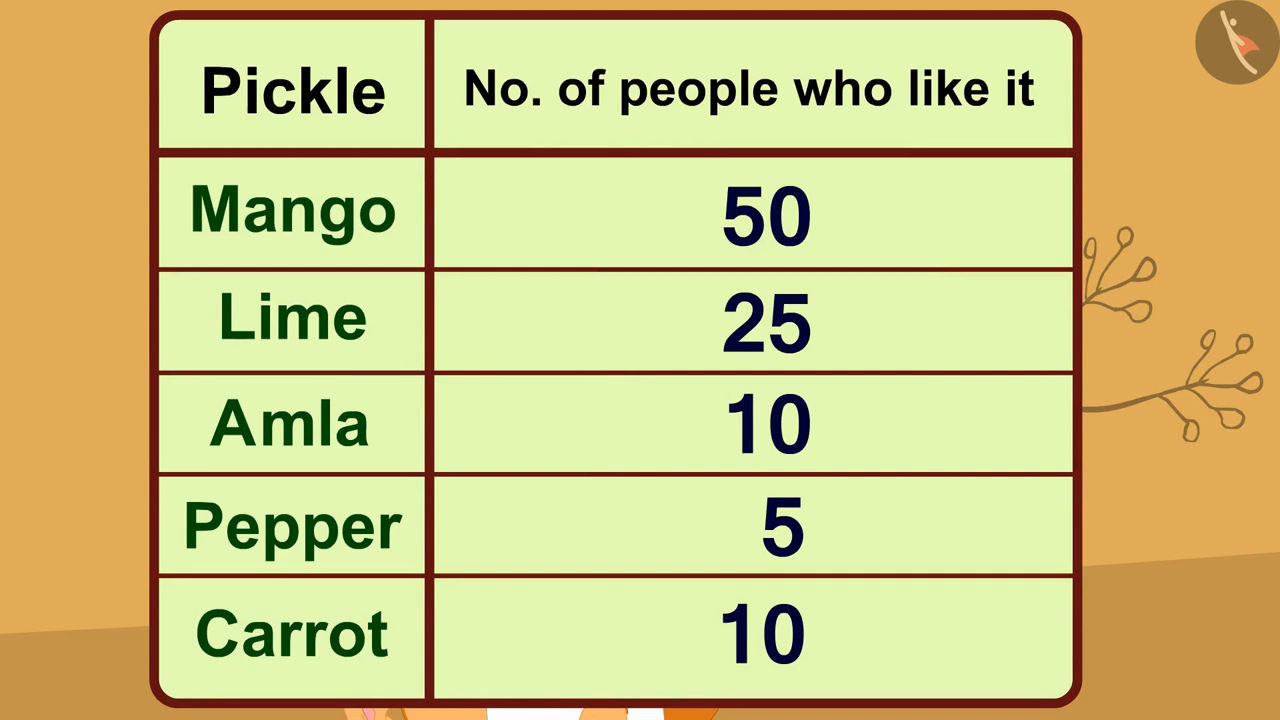 Pickle No. of people who like it
Mango 50
Lime 25
Amla 10
Pepper 5
Carrot 10